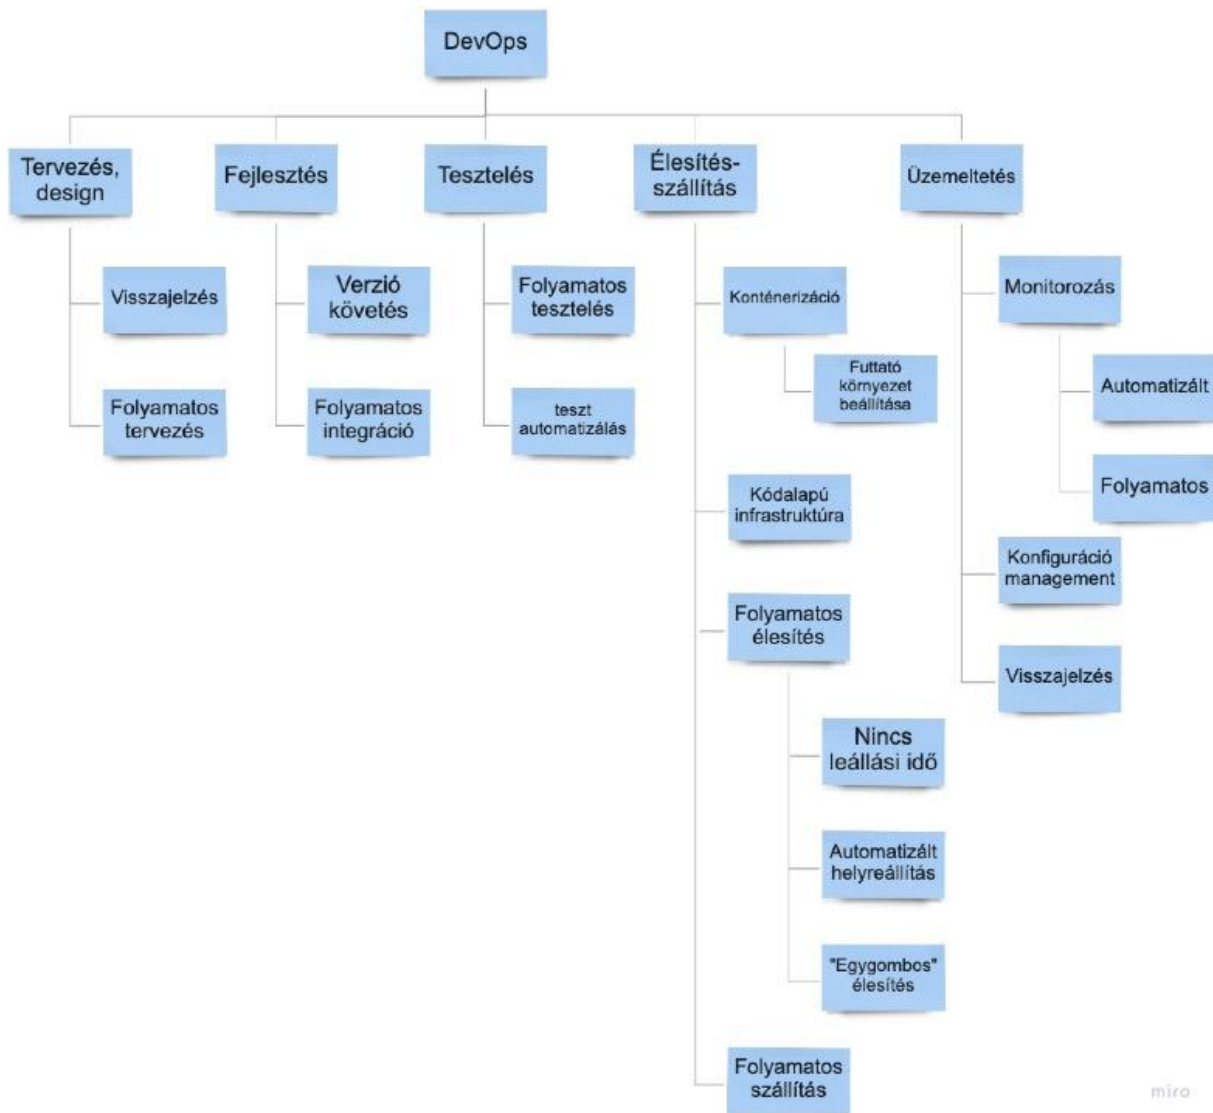 DevOps
Tervezés,
design
Fejlesztés
Tesztelés
Élesítés-
szállítás
Üzemeltetés
Visszajelzés
Folyamatos
tervezés
Verzió
követés
Folyamatos
integráció
Folyamatos
tesztelés
teszt
automatizálás
Konténerizáció
Futtató
környezet
beállítása
Kódalapú
infrastruktúra
Folyamatos
élesítés
Nincs
leállási idő
Automatizált
helyreállítás
"Egygombos"
élesítés
Folyamatos
szállítás
Monitorozás
Automatizált
Folyamatos
Konfiguráció
management
Visszajelzés
miro